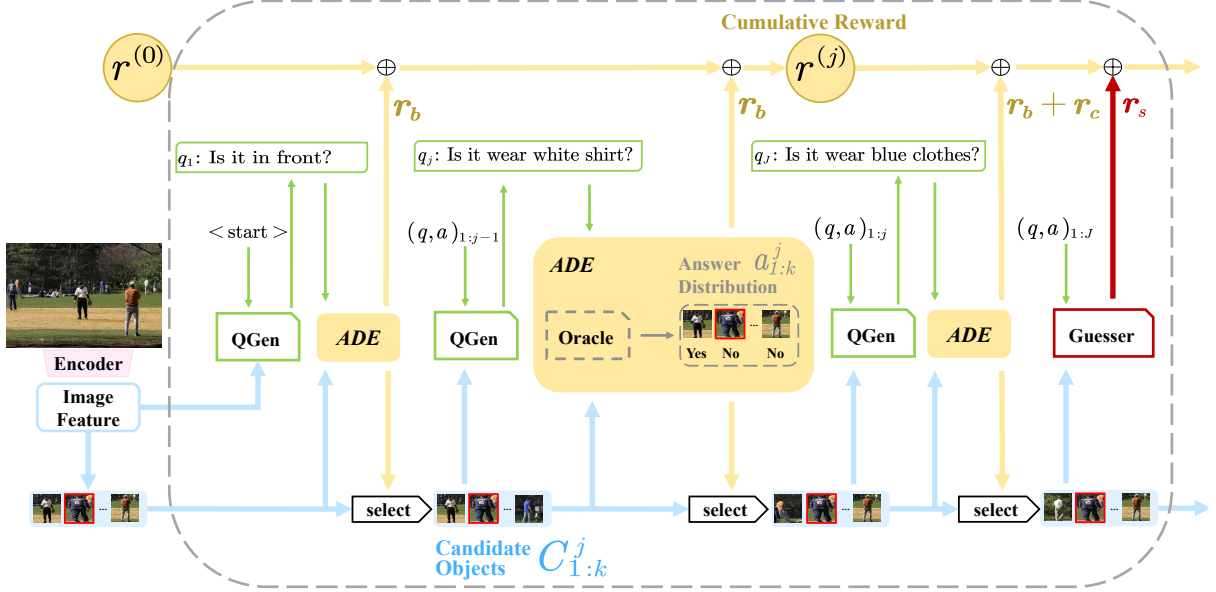 Cumulative Reward
r^{(0)}
⊕
⊕
r^{(j)}
⊕
⊕
r_b
r_b
r_b + r_c
r_s
q_1: Is it in front?
q_j: Is it wear white shirt?
q_J: Is it wear blue clothes?
< start >
(q, a)_{1:j−1}
(q, a)_{1:j}
(q, a)_{1:J}
ADE
Answer a^j_{1:k}
Distribution
Oracle
...
Yes No No
QGen
ADE
QGen
QGen
ADE
Guesser
Encoder
Image
Feature
...
select
...
select
...
select
...
Candidate
Objects C^j_{1:k}